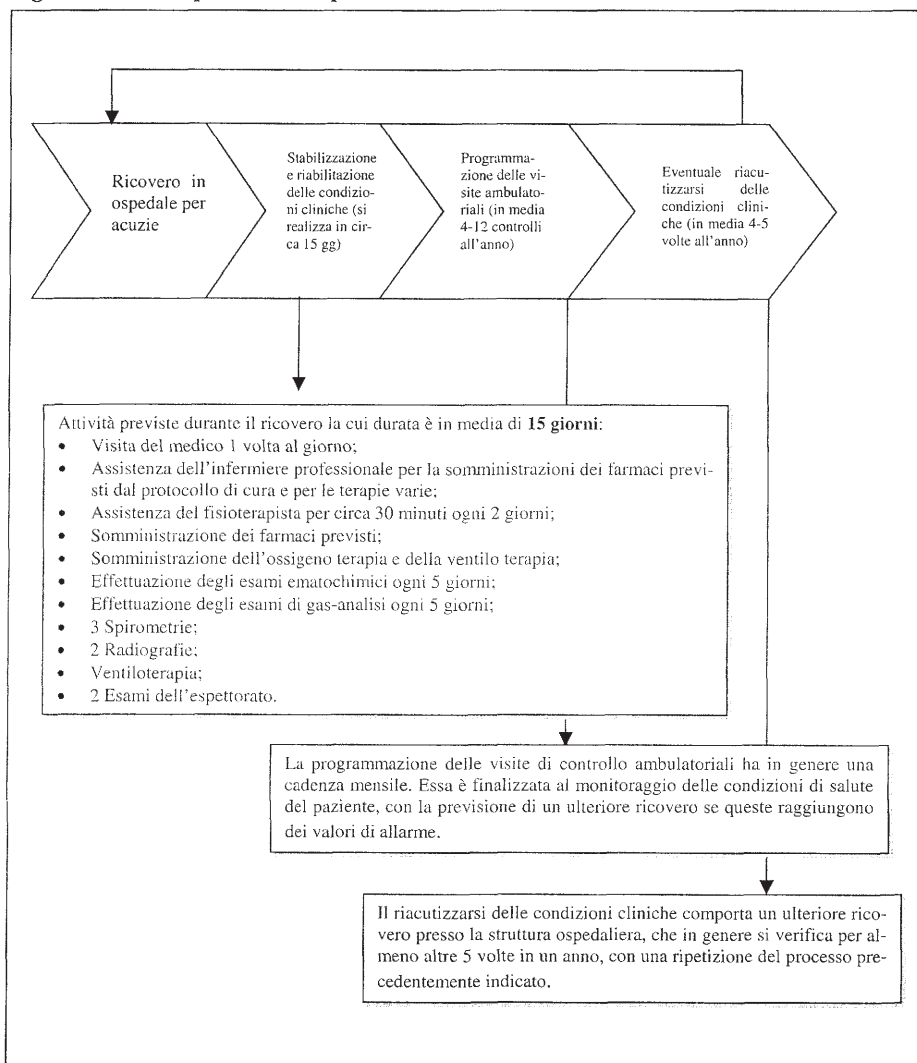 Ricovero in
ospedale per
acuzie
Stabilizzazione
e riabilitazione
delle condizio-
ni cliniche (si
realizza in cir-
ca 15 gg)
Programma-
zione delle vi-
site ambulato-
riali (in media
4-12 controlli
all'anno)
Eventuale riacu-
tizzarsi delle
condizioni clini-
che (in media 4-5
volte all'anno)
Attività previste durante il ricovero la cui durata è in media di 15 giorni:
• Visita del medico 1 volta al giorno;
• Assistenza dell'infermiere professionale per la somministrazioni dei farmaci previ-
sti dal protocollo di cura e per le terapie varie;
• Assistenza del fisioterapista per circa 30 minuti ogni 2 giorni;
• Somministrazione dei farmaci previsti;
• Somministrazione dell'ossigeno terapia e della ventilo terapia;
• Effettuazione degli esami ematochimici ogni 5 giorni;
• Effettuazione degli esami di gas-analisi ogni 5 giorni;
• 3 Spirometrie;
• 2 Radiografie;
• Ventiloterapia;
• 2 Esami dell'espettorato.
La programmazione delle visite di controllo ambulatoriali ha in genere una
cadenza mensile. Essa è finalizzata al monitoraggio delle condizioni di salute
del paziente, con la previsione di un ulteriore ricovero se queste raggiungono
dei valori di allarme.
Il riacutizzarsi delle condizioni cliniche comporta un ulteriore rico-
vero presso la struttura ospedaliera, che in genere si verifica per al-
meno altre 5 volte in un anno, con una ripetizione del processo pre-
cedentemente indicato.